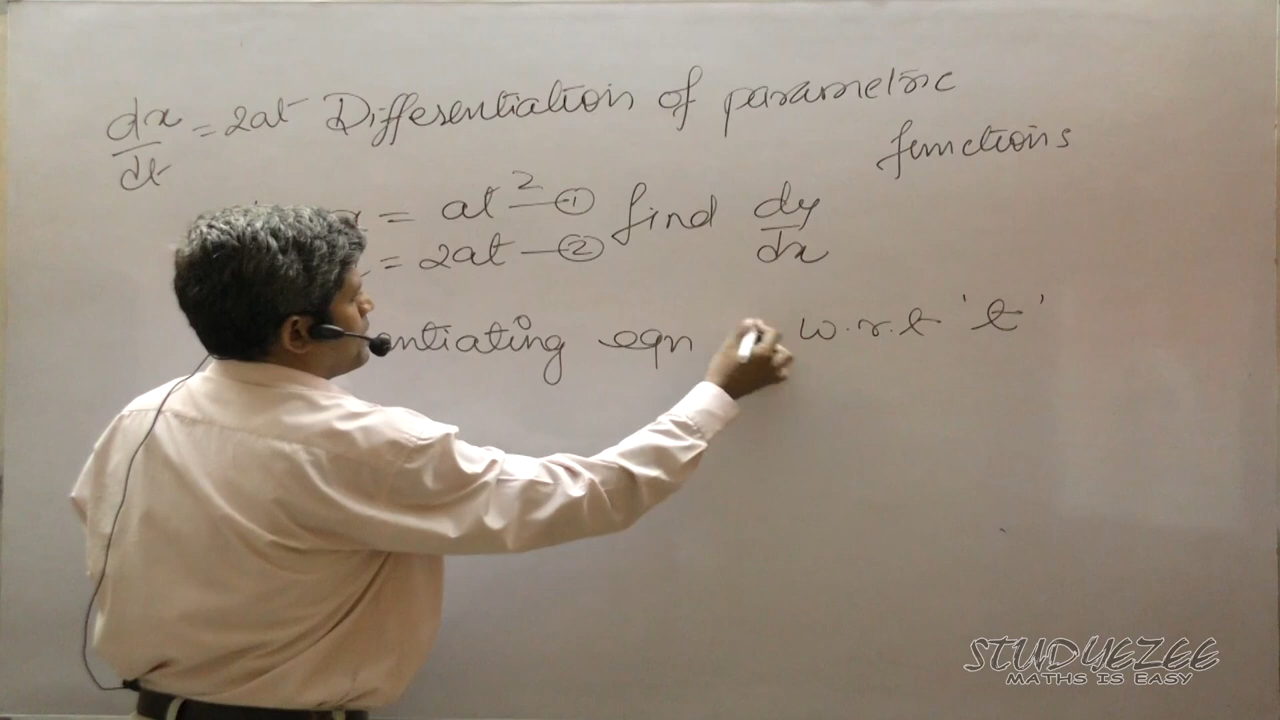 dx/dt = 2at Differentiation of parametric
functions
x = at² — ① find dy/dx
= 2at — ②
entiating eqn w.r.t 't'
STUDYEZEE
MATHS IS EASY